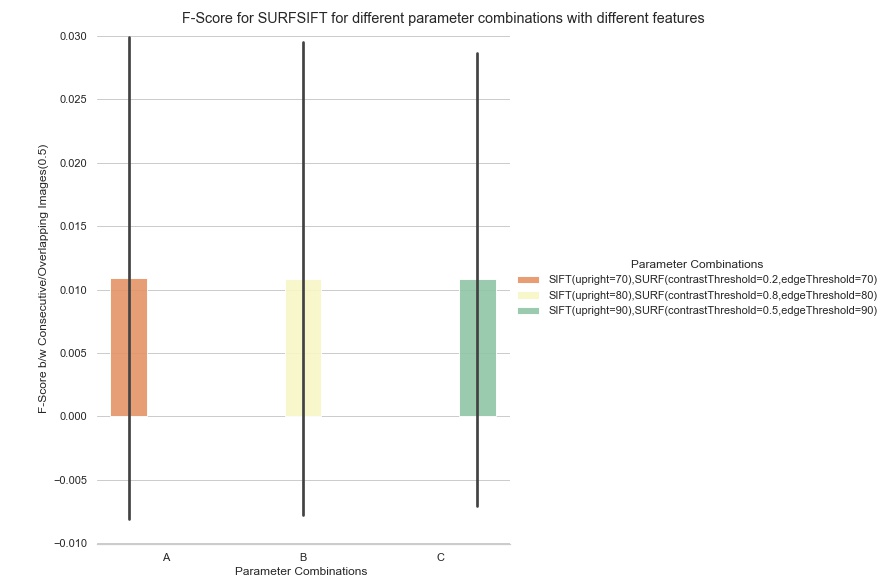 F-Score for SURFSIFT for different parameter combinations with different features
F-Score b/w Consecutive/Overlapping Images(0.5)
0.030
0.025
0.020
0.015
0.010
0.005
0.000
−0.005
−0.010
A B C
Parameter Combinations
Parameter Combinations
SIFT(upright=70),SURF(contrastThreshold=0.2,edgeThreshold=70)
SIFT(upright=80),SURF(contrastThreshold=0.8,edgeThreshold=80)
SIFT(upright=90),SURF(contrastThreshold=0.5,edgeThreshold=90)